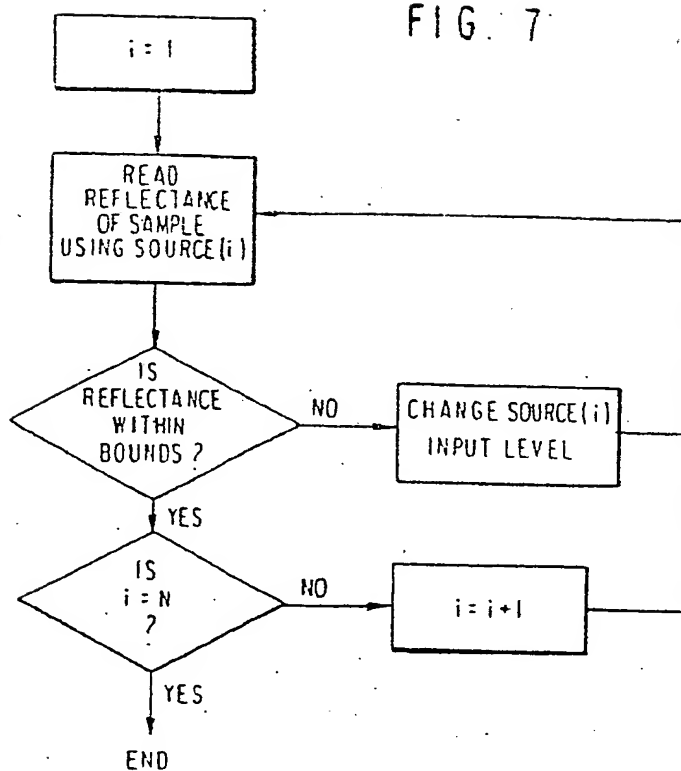 FIG. 7
i = 1
READ
REFLECTANCE
OF SAMPLE
USING SOURCE(i)
IS
REFLECTANCE
WITHIN
BOUNDS ?
NO
CHANGE SOURCE(i)
INPUT LEVEL
YES
IS
i = N
?
NO
i = i+1
YES
END